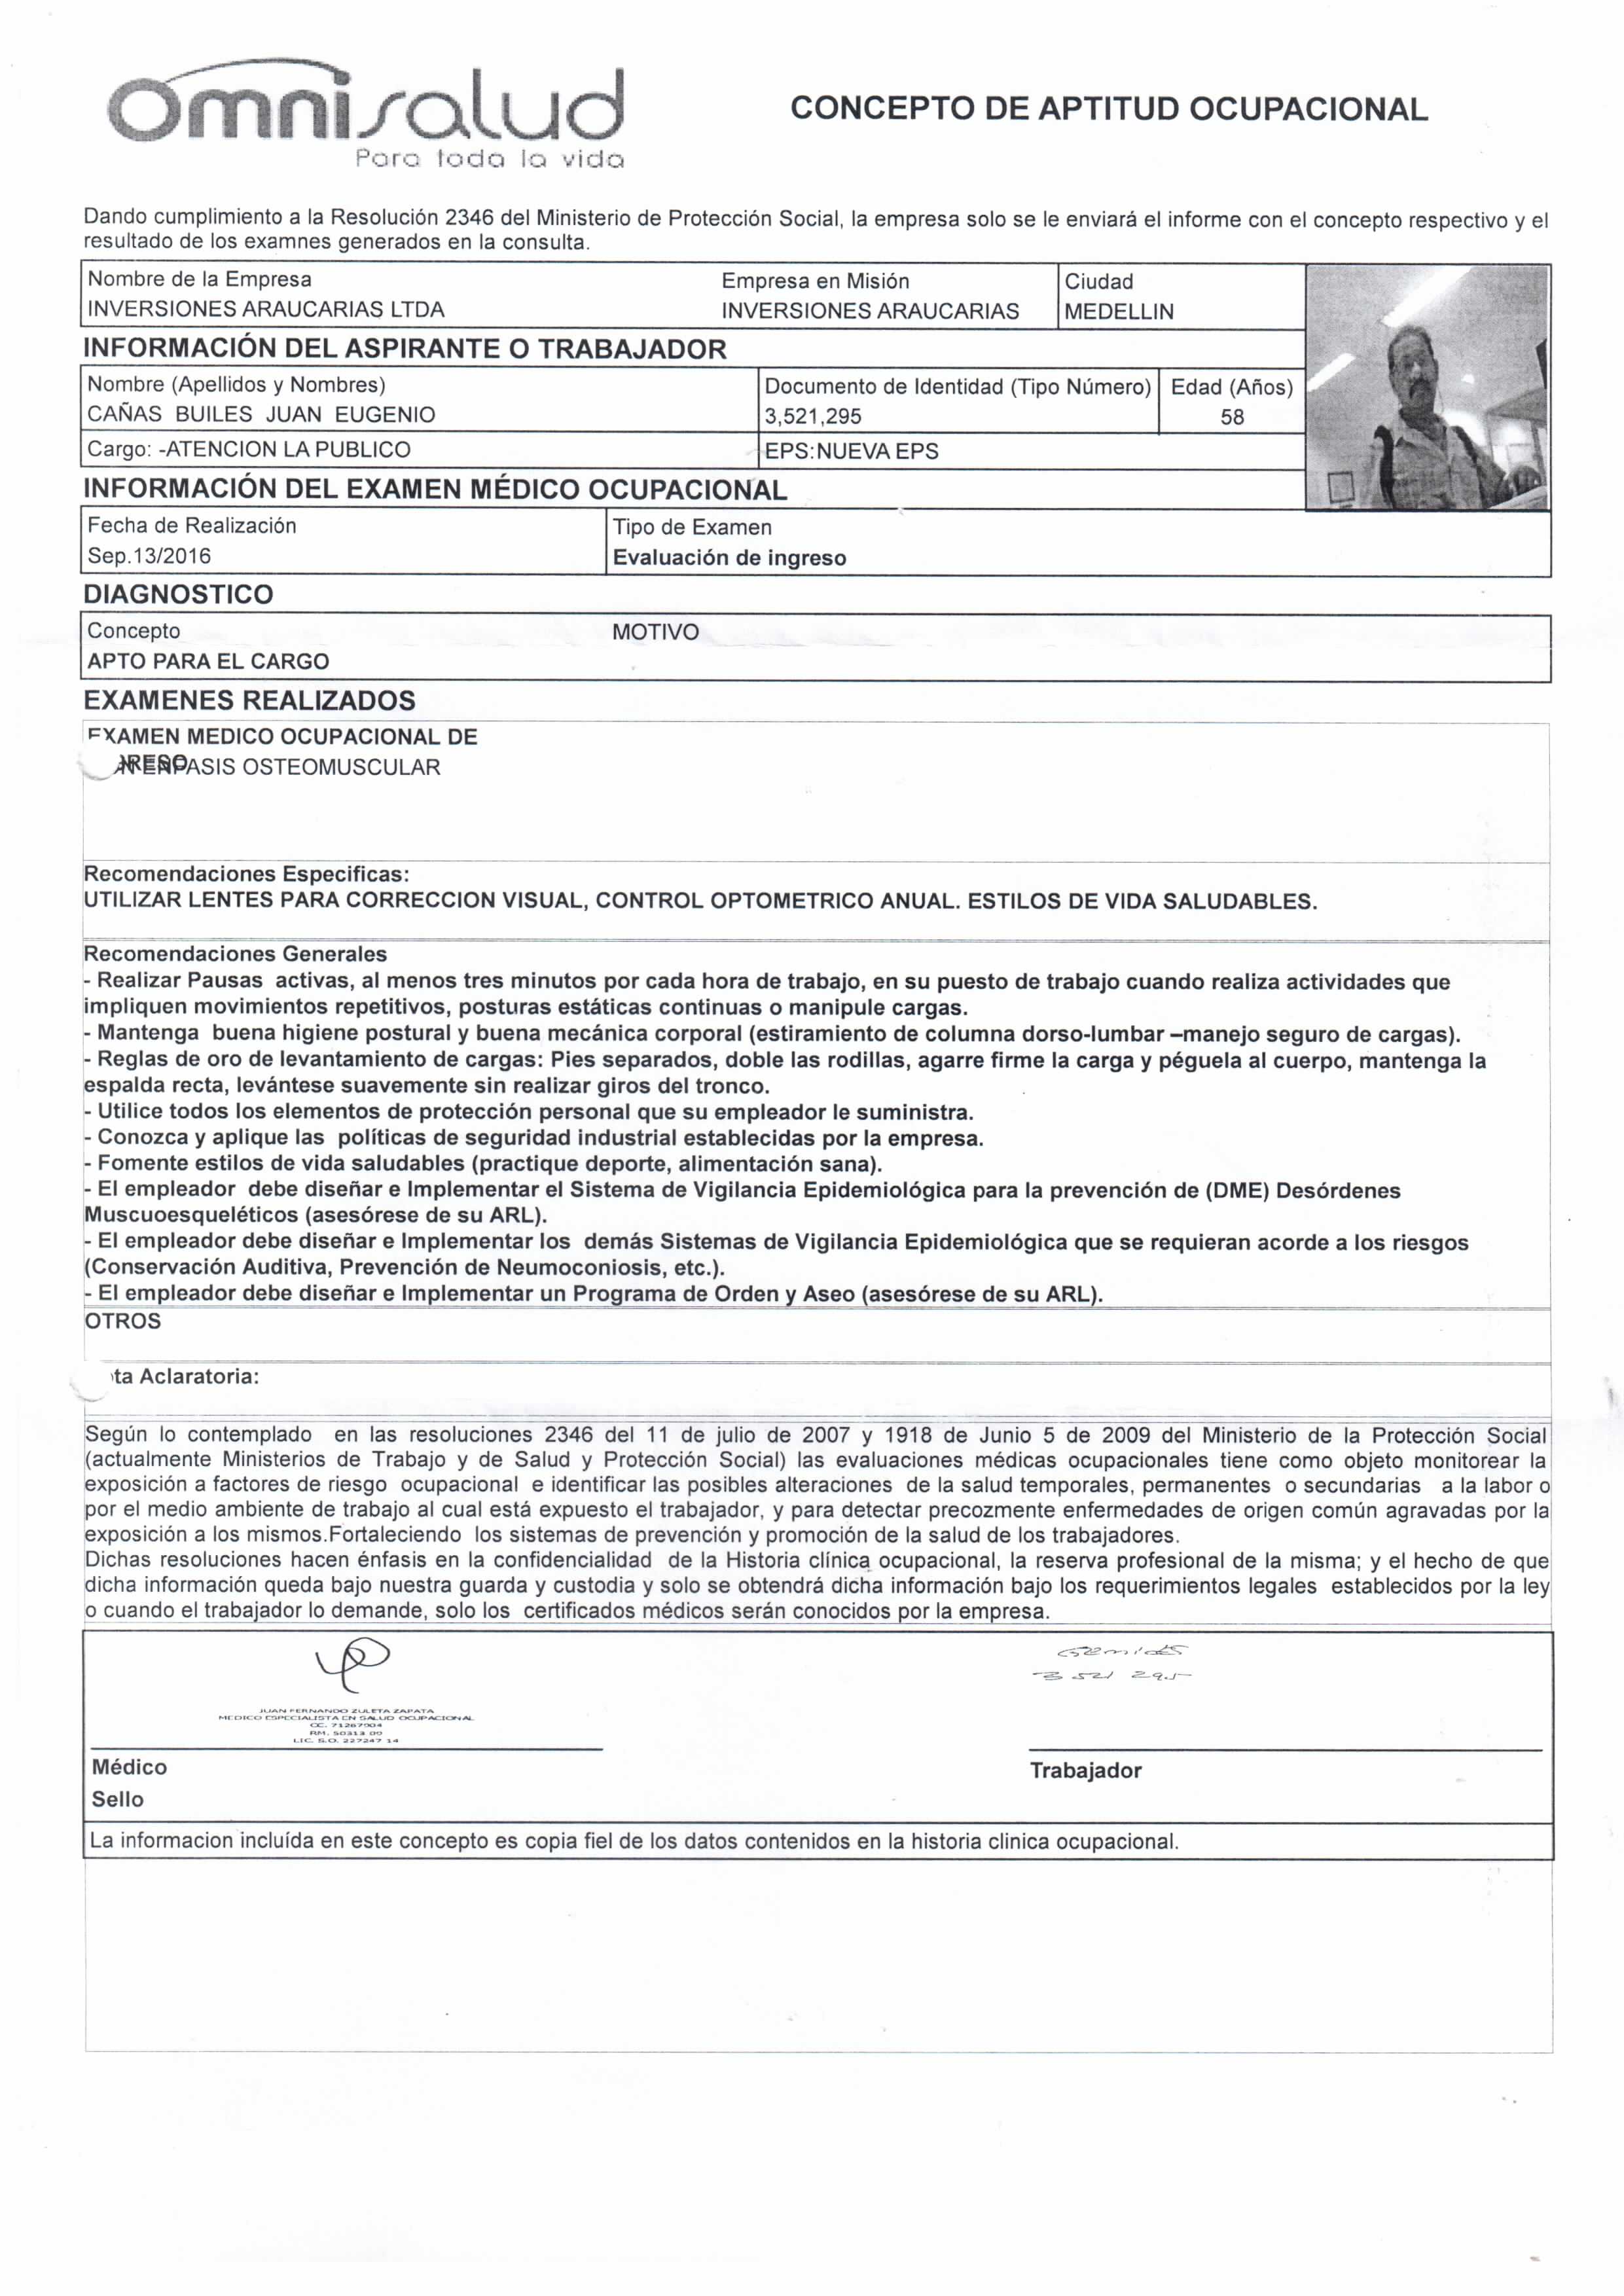 omnisalud
Para toda la vida
CONCEPTO DE APTITUD OCUPACIONAL
Dando cumplimiento a la Resolución 2346 del Ministerio de Protección Social, la empresa solo se le enviará el informe con el concepto respectivo y el
resultado de los examnes generados en la consulta.
Nombre de la Empresa Empresa en Misión Ciudad
INVERSIONES ARAUCARIAS LTDA INVERSIONES ARAUCARIAS MEDELLIN
INFORMACIÓN DEL ASPIRANTE O TRABAJADOR
Nombre (Apellidos y Nombres) Documento de Identidad (Tipo Número) Edad (Años)
CAÑAS BUILES JUAN EUGENIO 3,521,295 58
Cargo: -ATENCION LA PUBLICO EPS:NUEVA EPS
INFORMACIÓN DEL EXAMEN MÉDICO OCUPACIONAL
Fecha de Realización Tipo de Examen
Sep.13/2016 Evaluación de ingreso
DIAGNOSTICO
Concepto MOTIVO
APTO PARA EL CARGO
EXAMENES REALIZADOS
EXAMEN MEDICO OCUPACIONAL DE
OSTEOMUSCULAR
Recomendaciones Especificas:
UTILIZAR LENTES PARA CORRECCION VISUAL, CONTROL OPTOMETRICO ANUAL. ESTILOS DE VIDA SALUDABLES.
Recomendaciones Generales
- Realizar Pausas activas, al menos tres minutos por cada hora de trabajo, en su puesto de trabajo cuando realiza actividades que
impliquen movimientos repetitivos, posturas estáticas continuas o manipule cargas.
- Mantenga buena higiene postural y buena mecánica corporal (estiramiento de columna dorso-lumbar –manejo seguro de cargas).
- Reglas de oro de levantamiento de cargas: Pies separados, doble las rodillas, agarre firme la carga y péguela al cuerpo, mantenga la
espalda recta, levántese suavemente sin realizar giros del tronco.
- Utilice todos los elementos de protección personal que su empleador le suministra.
- Conozca y aplique las políticas de seguridad industrial establecidas por la empresa.
- Fomente estilos de vida saludables (practique deporte, alimentación sana).
- El empleador debe diseñar e Implementar el Sistema de Vigilancia Epidemiológica para la prevención de (DME) Desórdenes
Muscuoesqueléticos (asesórese de su ARL).
- El empleador debe diseñar e Implementar los demás Sistemas de Vigilancia Epidemiológica que se requieran acorde a los riesgos
(Conservación Auditiva, Prevención de Neumoconiosis, etc.).
- El empleador debe diseñar e Implementar un Programa de Orden y Aseo (asesórese de su ARL).
OTROS
ta Aclaratoria:
Según lo contemplado en las resoluciones 2346 del 11 de julio de 2007 y 1918 de Junio 5 de 2009 del Ministerio de la Protección Social
(actualmente Ministerios de Trabajo y de Salud y Protección Social) las evaluaciones médicas ocupacionales tiene como objeto monitorear la
exposición a factores de riesgo ocupacional e identificar las posibles alteraciones de la salud temporales, permanentes o secundarias a la labor o
por el medio ambiente de trabajo al cual está expuesto el trabajador, y para detectar precozmente enfermedades de origen común agravadas por la
exposición a los mismos.Fortaleciendo los sistemas de prevención y promoción de la salud de los trabajadores.
Dichas resoluciones hacen énfasis en la confidencialidad de la Historia clínica ocupacional, la reserva profesional de la misma; y el hecho de que
dicha información queda bajo nuestra guarda y custodia y solo se obtendrá dicha información bajo los requerimientos legales establecidos por la ley
o cuando el trabajador lo demande, solo los certificados médicos serán conocidos por la empresa.
3 521 295
JUAN FERNANDO ZULETA ZAPATA
MEDICO ESPECIALISTA EN SALUD OCUPACIONAL
CC. 71267904
RM. 50313 09
LIC. S.O. 227247 14
Médico Trabajador
Sello
La informacion incluída en este concepto es copia fiel de los datos contenidos en la historia clinica ocupacional.